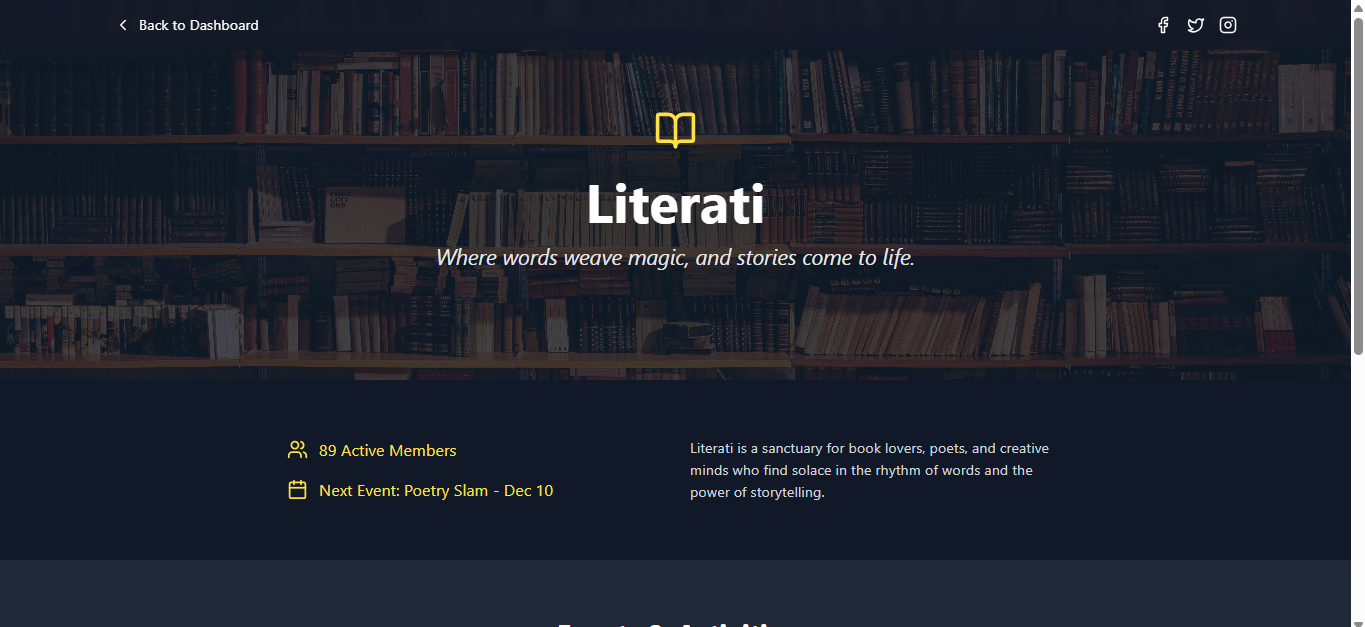 Back to Dashboard
Literati
Where words weave magic, and stories come to life.
89 Active Members
Next Event: Poetry Slam - Dec 10
Literati is a sanctuary for book lovers, poets, and creative
minds who find solace in the rhythm of words and the
power of storytelling.